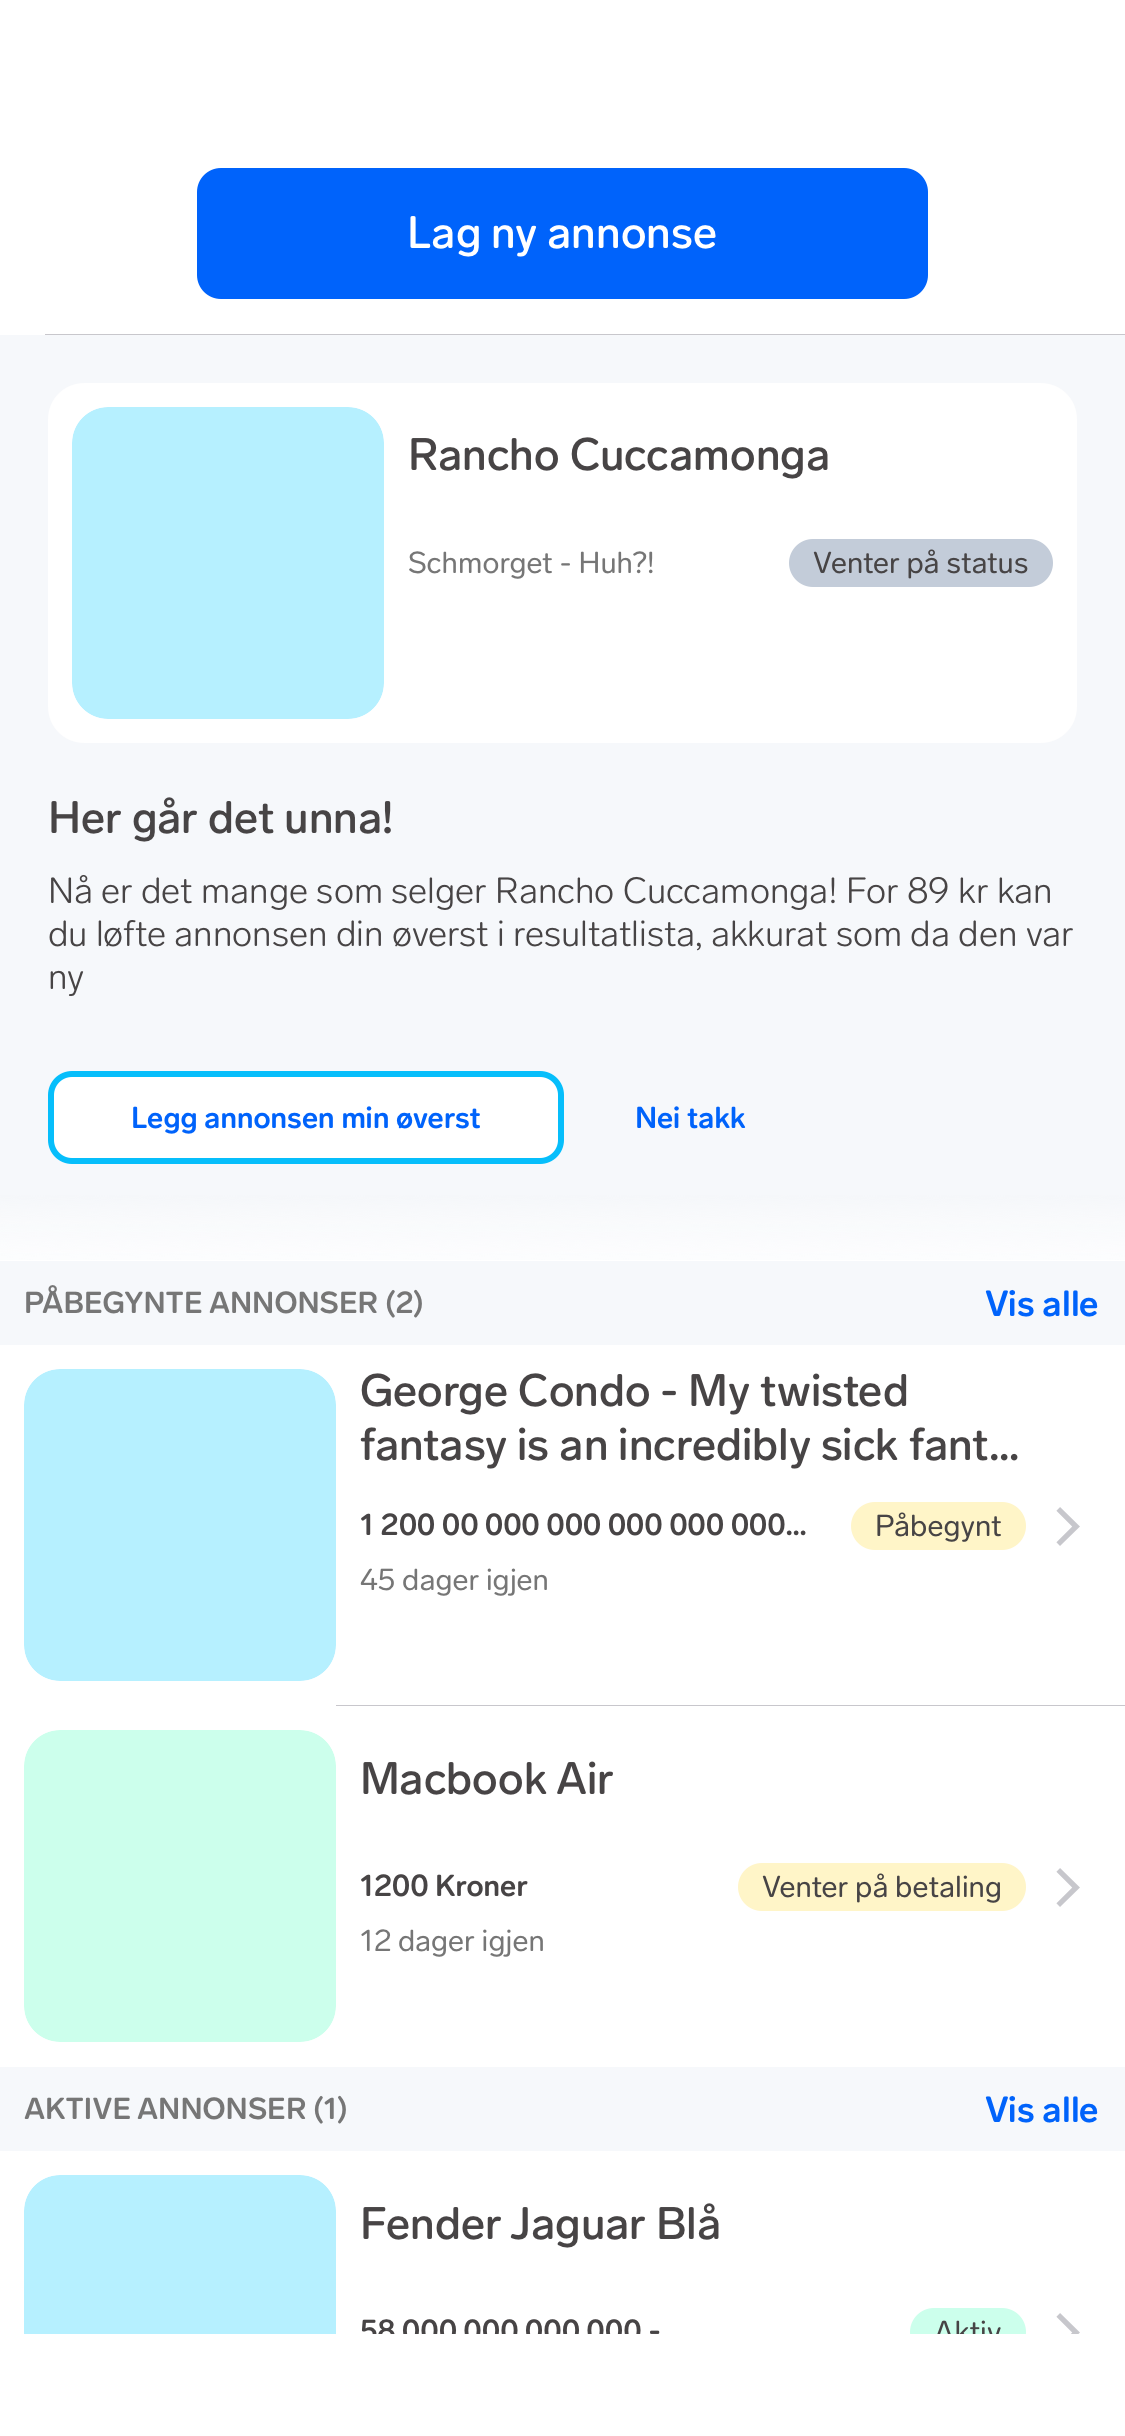 Lag ny annonse
Rancho Cuccamonga
Schmorget - Huh?!
Venter på status
Her går det unna!
Nå er det mange som selger Rancho Cuccamonga! For 89 kr kan
du løfte annonsen din øverst i resultatlista, akkurat som da den var
ny
Legg annonsen min øverst
Nei takk
PÅBEGYNTE ANNONSER (2)
Vis alle
George Condo - My twisted
fantasy is an incredibly sick fant...
1 200 00 000 000 000 000 000...
Påbegynt
45 dager igjen
Macbook Air
1200 Kroner
Venter på betaling
12 dager igjen
AKTIVE ANNONSER (1)
Vis alle
Fender Jaguar Blå
58 000 000 000 000,-
Aktiv